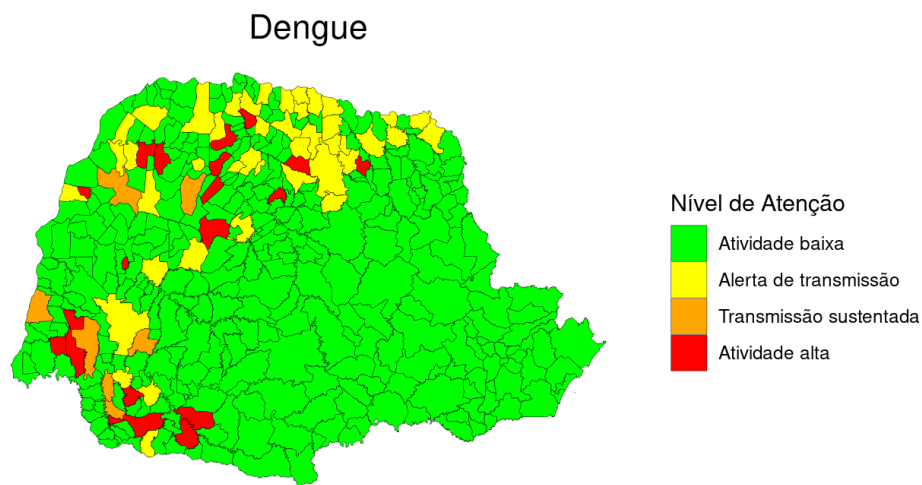 Dengue
Nível de Atenção
Atividade baixa
Alerta de transmissão
Transmissão sustentada
Atividade alta